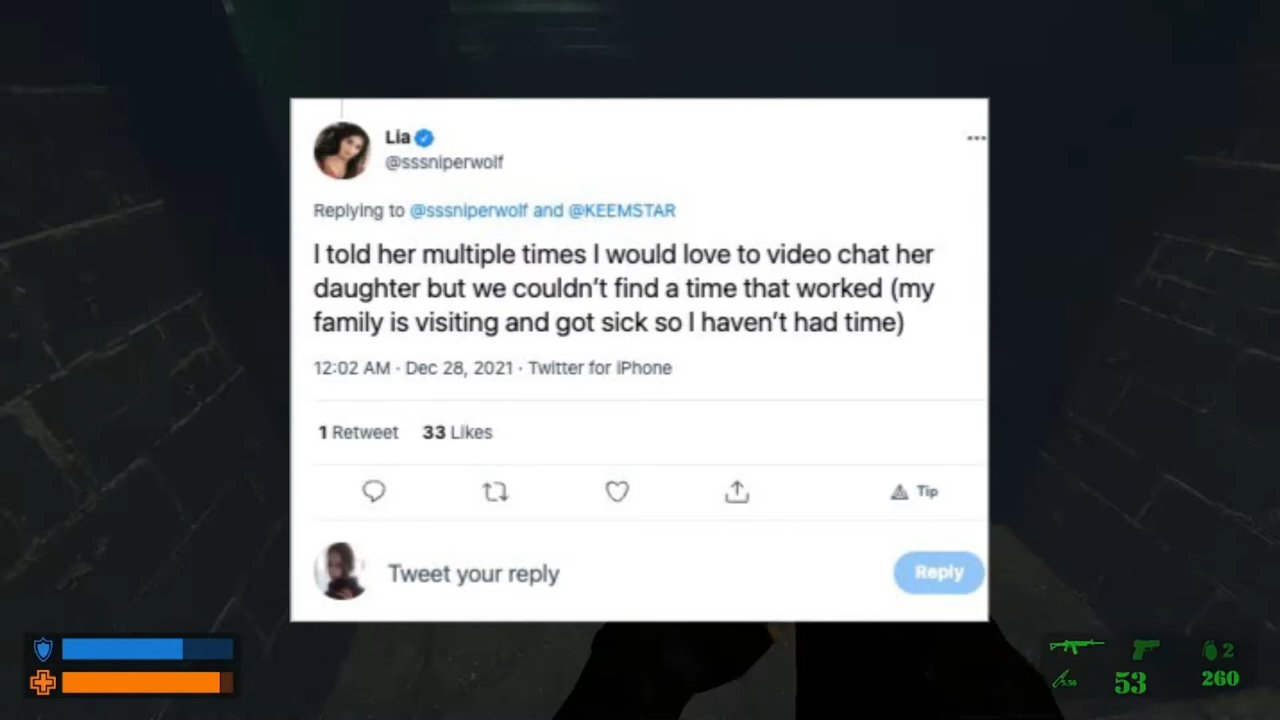 Lia
@sssniperwolf
Replying to @sssniperwolf and @KEEMSTAR
I told her multiple times I would love to video chat her
daughter but we couldn't find a time that worked (my
family is visiting and got sick so I haven't had time)
12:02 AM · Dec 28, 2021 · Twitter for iPhone
1 Retweet 33 Likes
Tip
Tweet your reply
Reply
2
5.56 53 260